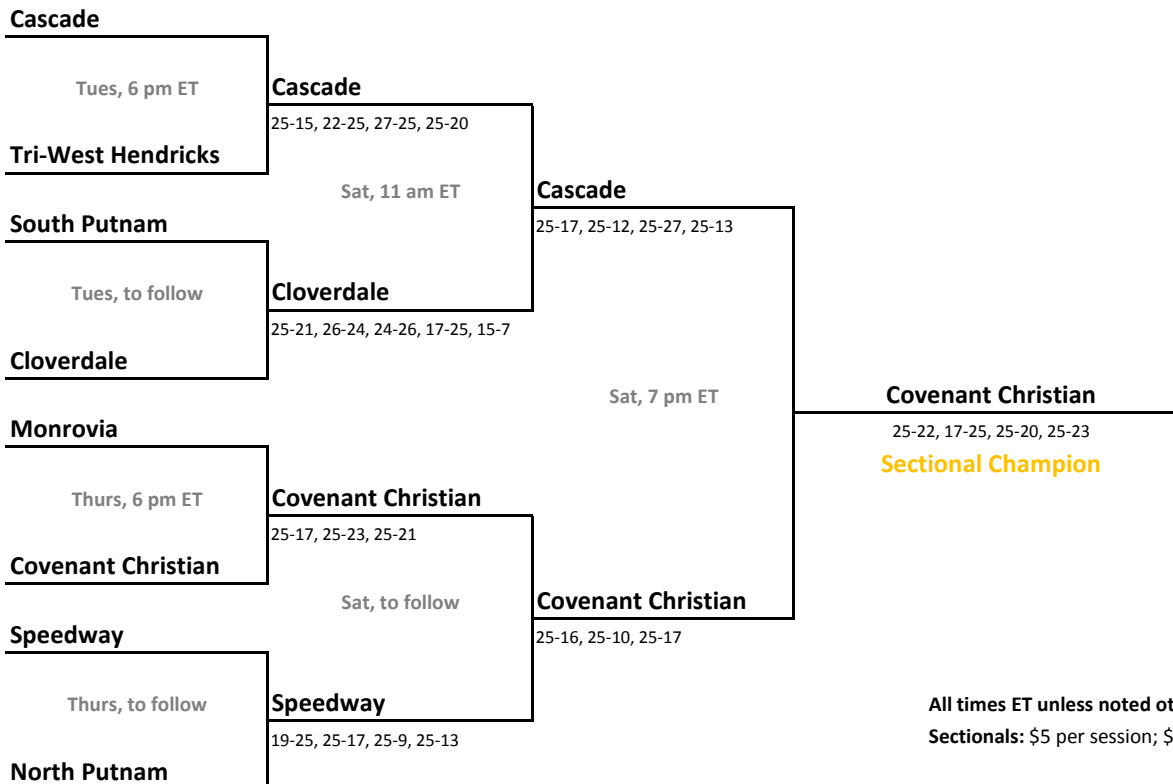 Cascade
Tues, 6 pm ET
Cascade
25-15, 22-25, 27-25, 25-20
Tri-West Hendricks
Sat, 11 am ET
Cascade
25-17, 25-12, 25-27, 25-13
South Putnam
Tues, to follow
Cloverdale
25-21, 26-24, 24-26, 17-25, 15-7
Cloverdale
Sat, 7 pm ET
Covenant Christian
25-22, 17-25, 25-20, 25-23
Sectional Champion
Monrovia
Thurs, 6 pm ET
Covenant Christian
25-17, 25-23, 25-21
Covenant Christian
Sat, to follow
Covenant Christian
25-16, 25-10, 25-17
Speedway
Thurs, to follow
Speedway
19-25, 25-17, 25-9, 25-13
North Putnam
All times ET unless noted ot
Sectionals: $5 per session; $